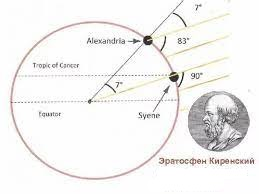 7°
Alexandria
83°
Tropic of Cancer
90°
7°
Syene
Equator
Эратосфен Киренский